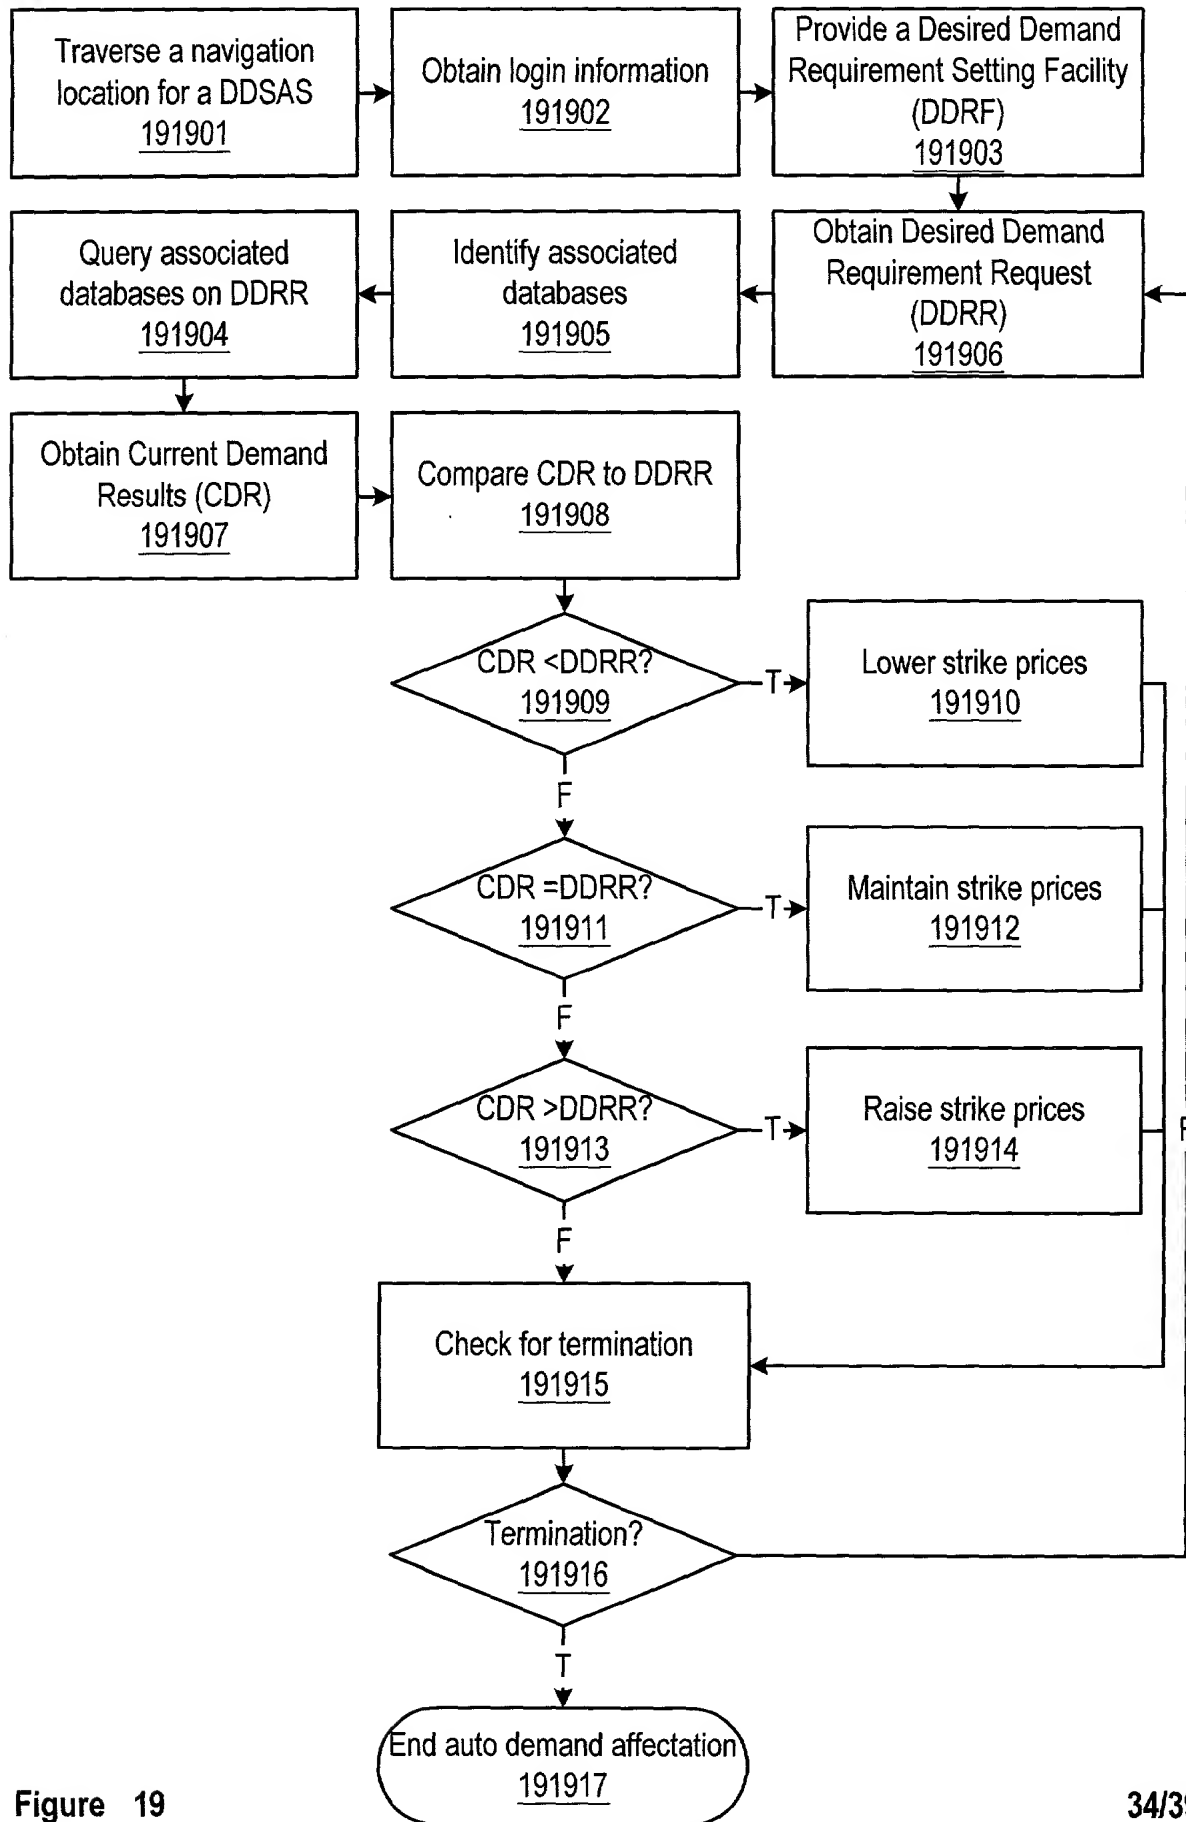 Traverse a navigation
location for a DDSAS
191901
Obtain login information
191902
Provide a Desired Demand
Requirement Setting Facility
(DDRF)
191903
Query associated
databases on DDRR
191904
Identify associated
databases
191905
Obtain Desired Demand
Requirement Request
(DDRR)
191906
Obtain Current Demand
Results (CDR)
191907
Compare CDR to DDRR
191908
CDR <DDRR?
191909
T
Lower strike prices
191910
F
CDR =DDRR?
191911
T
Maintain strike prices
191912
F
CDR >DDRR?
191913
T
Raise strike prices
191914
F
Check for termination
191915
Termination?
191916
T
End auto demand affectation
191917
Figure 19